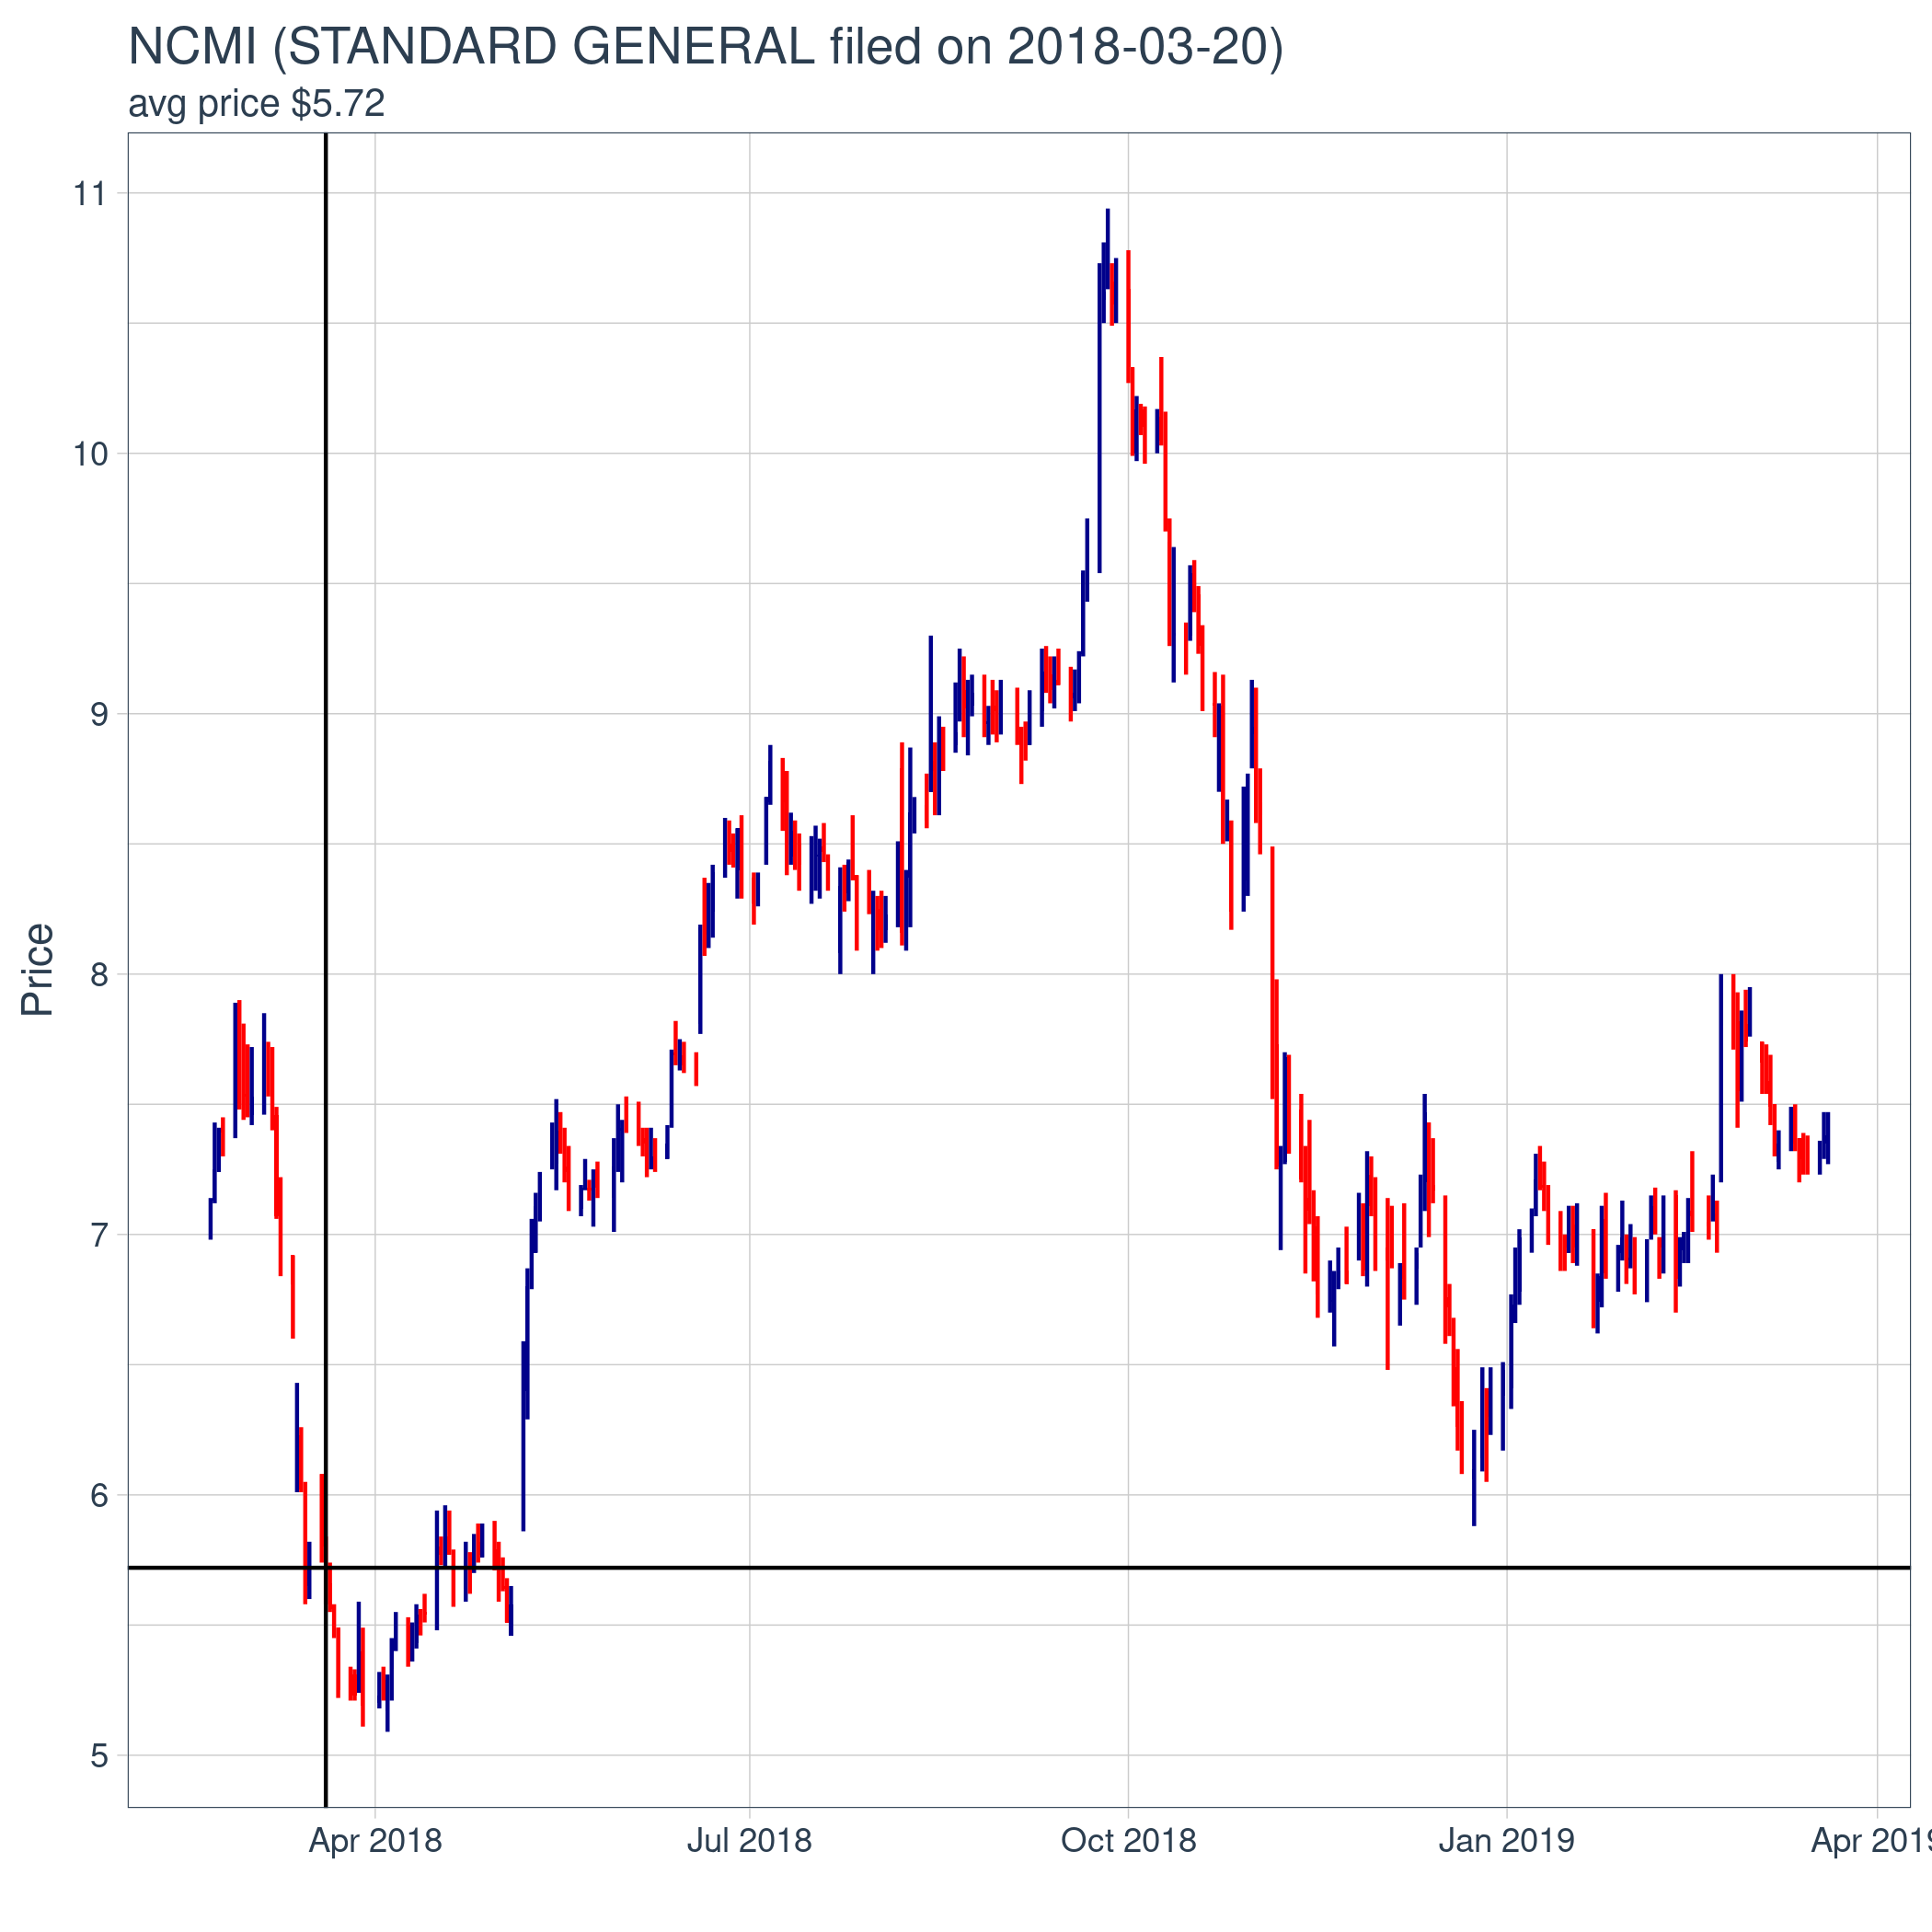 NCMI (STANDARD GENERAL filed on 2018-03-20)
avg price $5.72
11
10
9
8
7
6
5
Price
Apr 2018
Jul 2018
Oct 2018
Jan 2019
Apr 2019